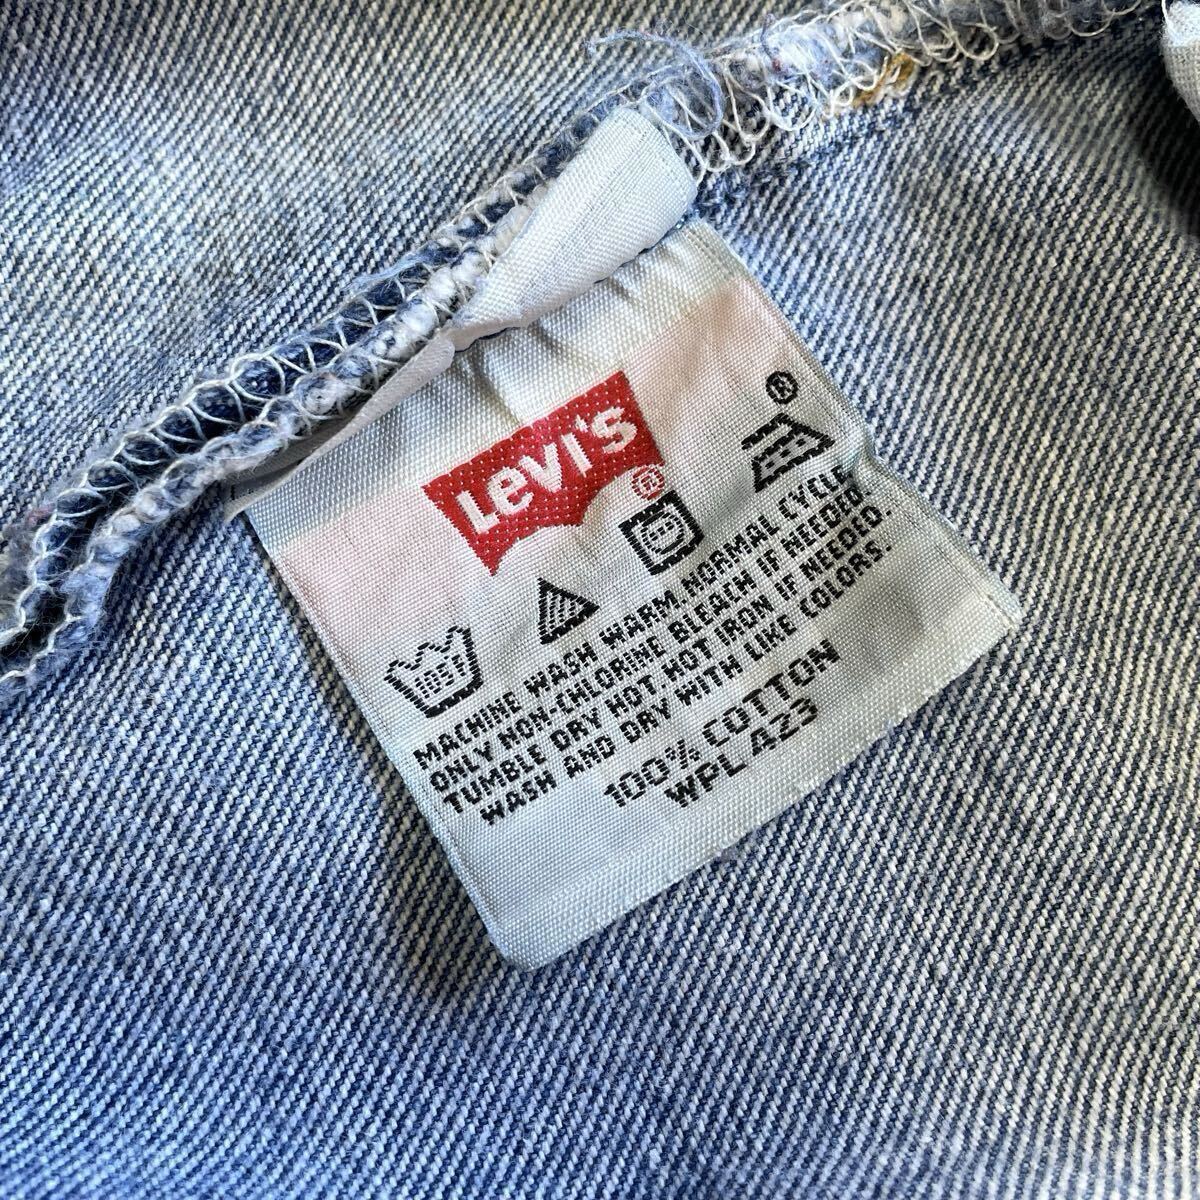 Levi's
®
®
105F
MACHINE WASH WARM, NORMAL CYCLE.
ONLY NON-CHLORINE BLEACH IF NEEDED.
TUMBLE DRY HOT, HOT IRON IF NEEDED.
WASH AND DRY WITH LIKE COLORS.
100% COTTON
WPL 423